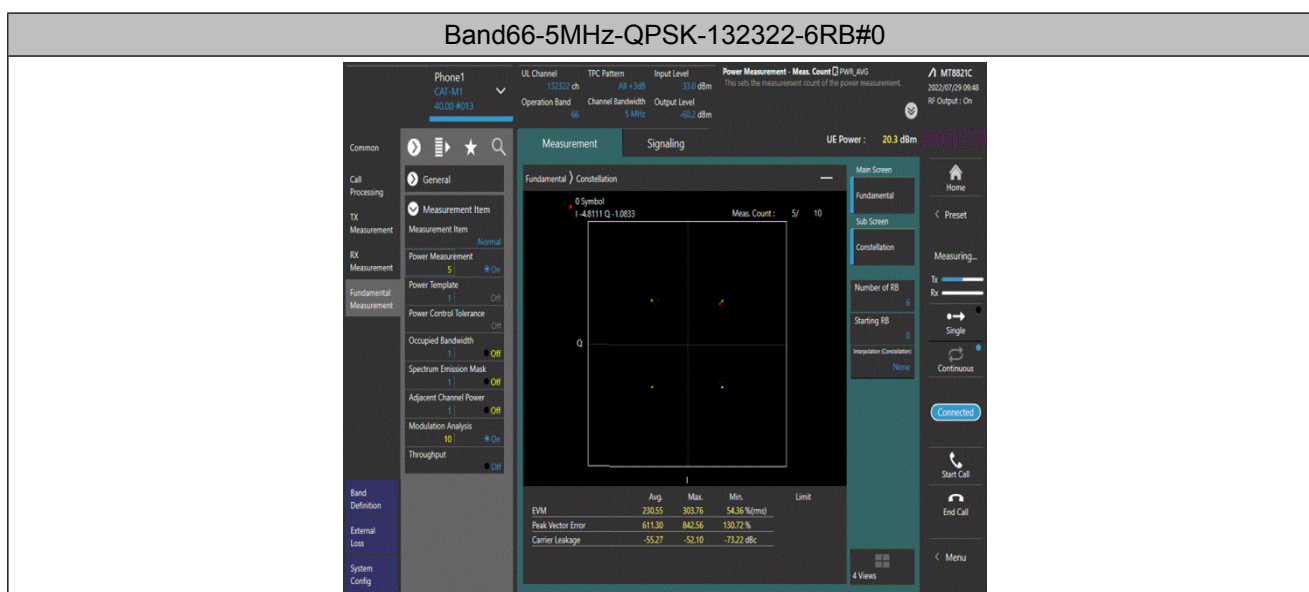 Band66-5MHz-QPSK-132322-6RB#0
Phone1
CAT-M1
40.00 #013
UL Channel
132322 ch
TPC Pattern
All +3dB
Input Level
33.0 dBm
Operation Band
66
Channel Bandwidth
5 MHz
Output Level
-60.2 dBm
Power Measurement - Meas. Count PWR_AVG
This sets the measurement count of the power measurement.
MT8821C
2022/07/29 09:48
RF Output : On
Common
Call
Processing
TX
Measurement
RX
Measurement
Fundamental
Measurement
Band
Definition
External
Loss
System
Config
General
Measurement Item
Measurement Item
Normal
Power Measurement
5 On
Power Template
1 Off
Power Control Tolerance
Off
Occupied Bandwidth
1 Off
Spectrum Emission Mask
1 Off
Adjacent Channel Power
1 Off
Modulation Analysis
10 On
Throughput
Off
Measurement
Signaling
UE Power : 20.3 dBm
Fundamental Constellation
0 Symbol
I -4.8111 Q -1.0833
Meas. Count : 5/ 10
Q
I
Avg. Max. Min. Limit
EVM 230.55 303.76 54.36 %(rms)
Peak Vector Error 611.30 842.56 130.72 %
Carrier Leakage -55.27 -52.10 -73.22 dBc
Main Screen
Fundamental
Sub Screen
Constellation
Number of RB
6
Starting RB
0
Interpolation (Constellation)
None
4 Views
Home
Preset
Measuring...
Tx
Rx
Single
Continuous
Connected
Start Call
End Call
Menu